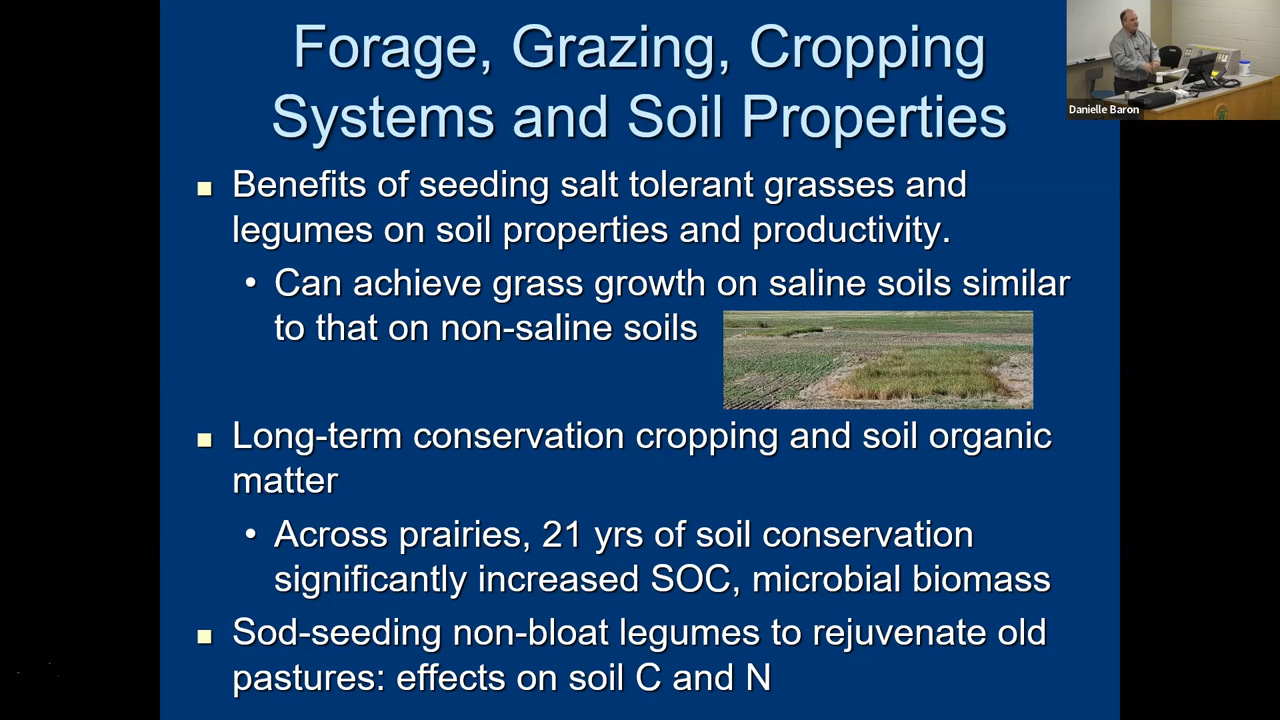 Forage, Grazing, Cropping
Systems and Soil Properties
Danielle Baron
Benefits of seeding salt tolerant grasses and
legumes on soil properties and productivity.
• Can achieve grass growth on saline soils similar
to that on non-saline soils
Long-term conservation cropping and soil organic
matter
• Across prairies, 21 yrs of soil conservation
significantly increased SOC, microbial biomass
Sod-seeding non-bloat legumes to rejuvenate old
pastures: effects on soil C and N